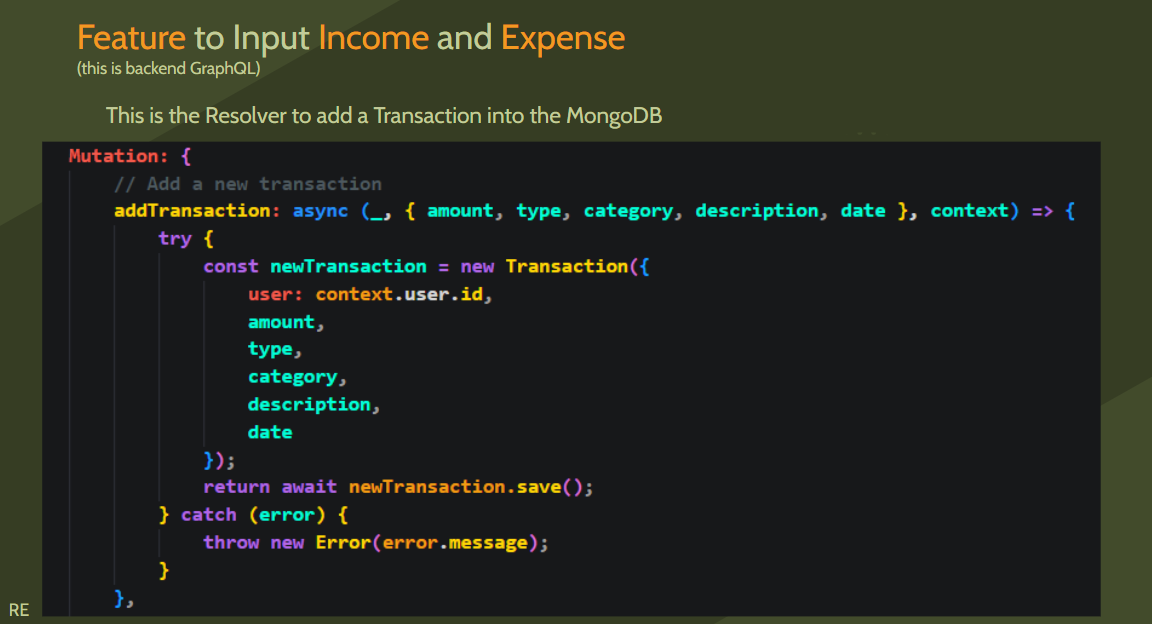 Feature to Input Income and Expense
(this is backend GraphQL)
This is the Resolver to add a Transaction into the MongoDB
Mutation: {
// Add a new transaction
addTransaction: async (_, { amount, type, category, description, date }, context) => {
try {
const newTransaction = new Transaction({
user: context.user.id,
amount,
type,
category,
description,
date
});
return await newTransaction.save();
} catch (error) {
throw new Error(error.message);
}
},
RE